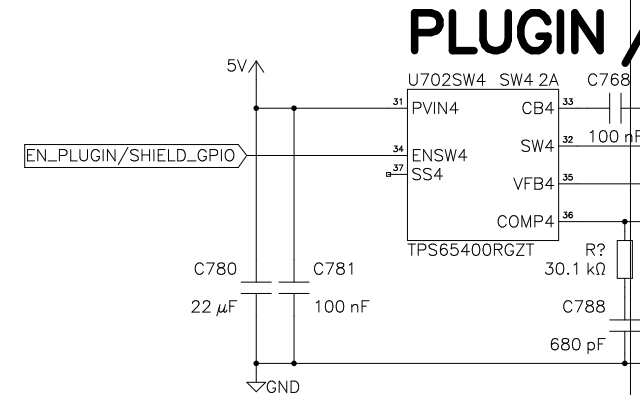 PLUGIN /
5V
U702SW4 SW4 2A
C768
31 PVIN4 CB4 33
100 nF
EN_PLUGIN/SHIELD_GPIO
34 ENSW4 SW4 32
37 SS4 VFB4 35
COMP4 36
TPS65400RGZT
R?
30.1 kΩ
C780 C781
22 µF 100 nF
C788
680 pF
GND